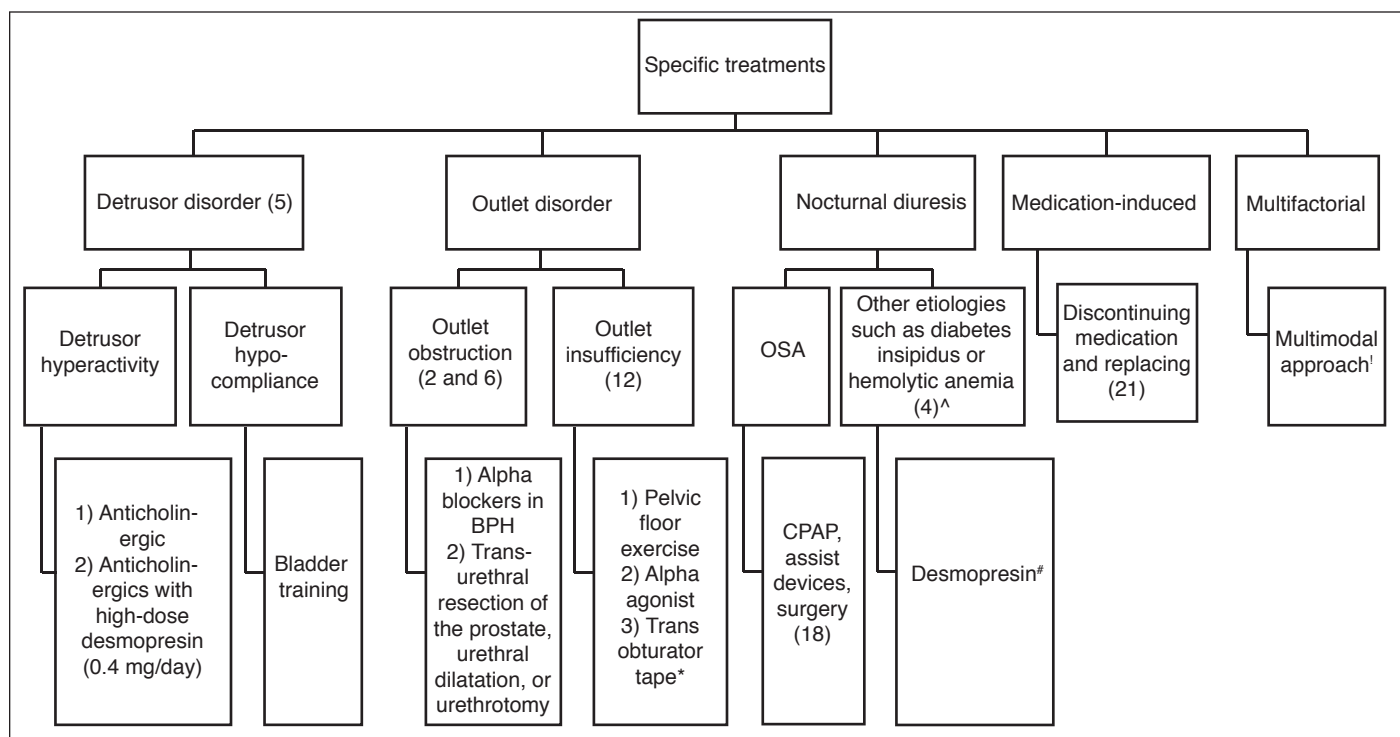 Specific treatments
Detrusor disorder (5)
Outlet disorder
Nocturnal diuresis
Medication-induced
Multifactorial
Detrusor
hyperactivity
Detrusor
hypo-
compliance
Outlet
obstruction
(2 and 6)
Outlet
insufficiency
(12)
OSA
Other etiologies
such as diabetes
insipidus or
hemolytic anemia
(4)^
Discontinuing
medication
and replacing
(21)
Multimodal
approach!
1) Anticholin-
ergic
2) Anticholin-
ergics with
high-dose
desmopresin
(0.4 mg/day)
Bladder
training
1) Alpha
blockers in
BPH
2) Trans-
urethral
resection of
the prostate,
urethral
dilatation, or
urethrotomy
1) Pelvic
floor
exercise
2) Alpha
agonist
3) Trans
obturator
tape*
CPAP,
assist
devices,
surgery
(18)
Desmopresin#